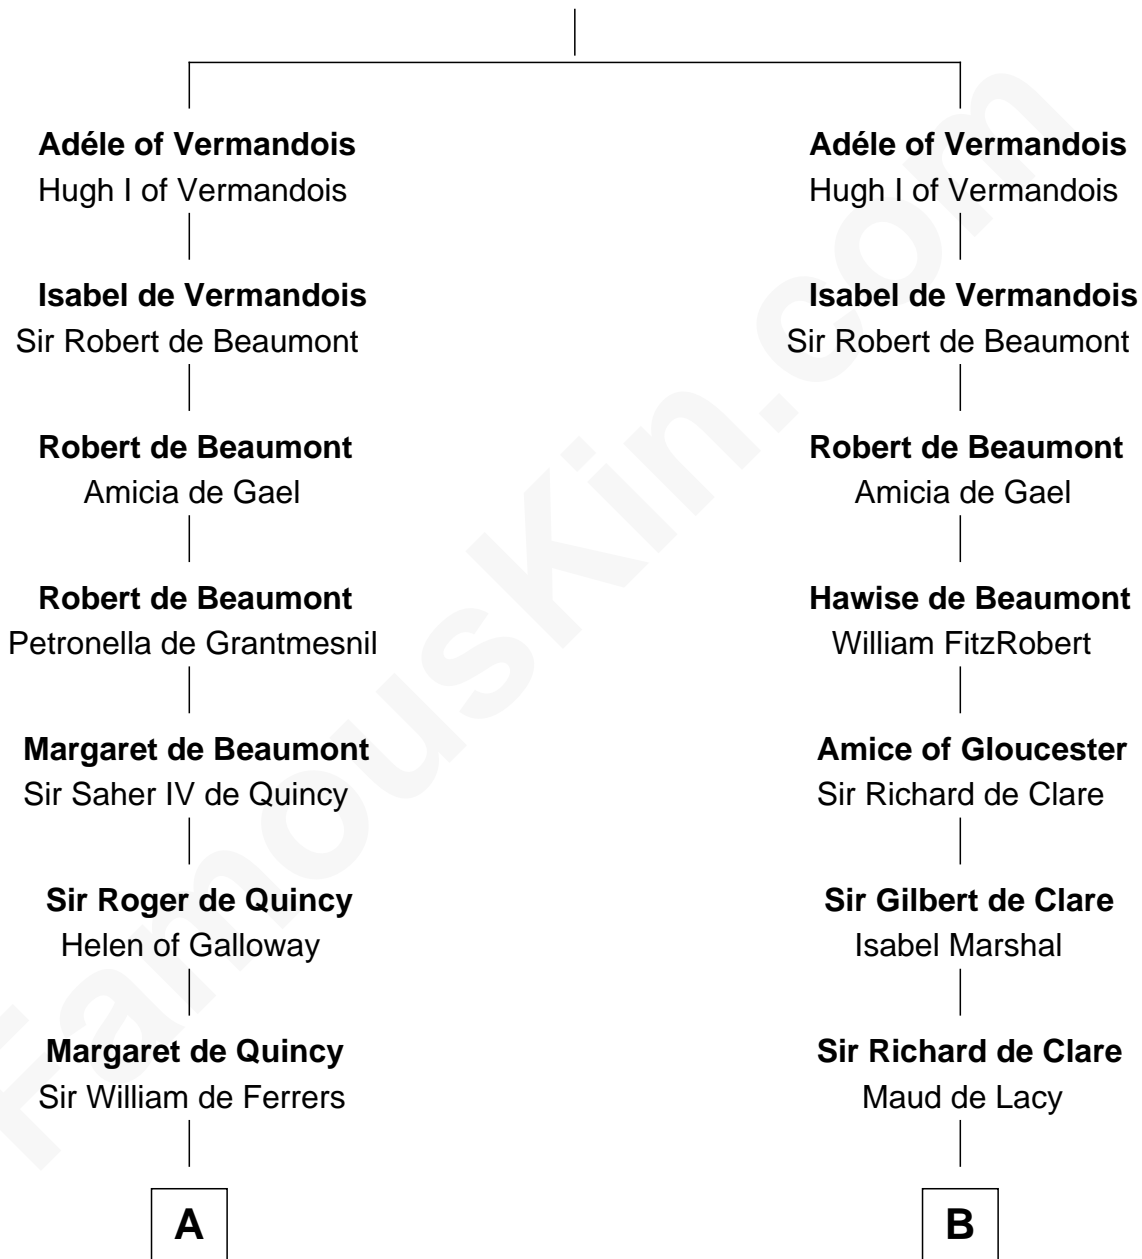 Adéle of Vermandois
Hugh I of Vermandois
Isabel de Vermandois
Sir Robert de Beaumont
Robert de Beaumont
Amicia de Gael
Robert de Beaumont
Petronella de Grantmesnil
Margaret de Beaumont
Sir Saher IV de Quincy
Sir Roger de Quincy
Helen of Galloway
Margaret de Quincy
Sir William de Ferrers
A
Adéle of Vermandois
Hugh I of Vermandois
Isabel de Vermandois
Sir Robert de Beaumont
Robert de Beaumont
Amicia de Gael
Hawise de Beaumont
William FitzRobert
Amice of Gloucester
Sir Richard de Clare
Sir Gilbert de Clare
Isabel Marshal
Sir Richard de Clare
Maud de Lacy
B
FamousKin.com